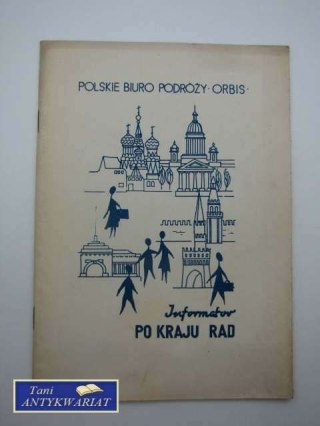 POLSKIE BIURO PODRÓŻY · ORBIS ·
Informator
PO KRAJU RAD
Tani
ANTYKWARIAT